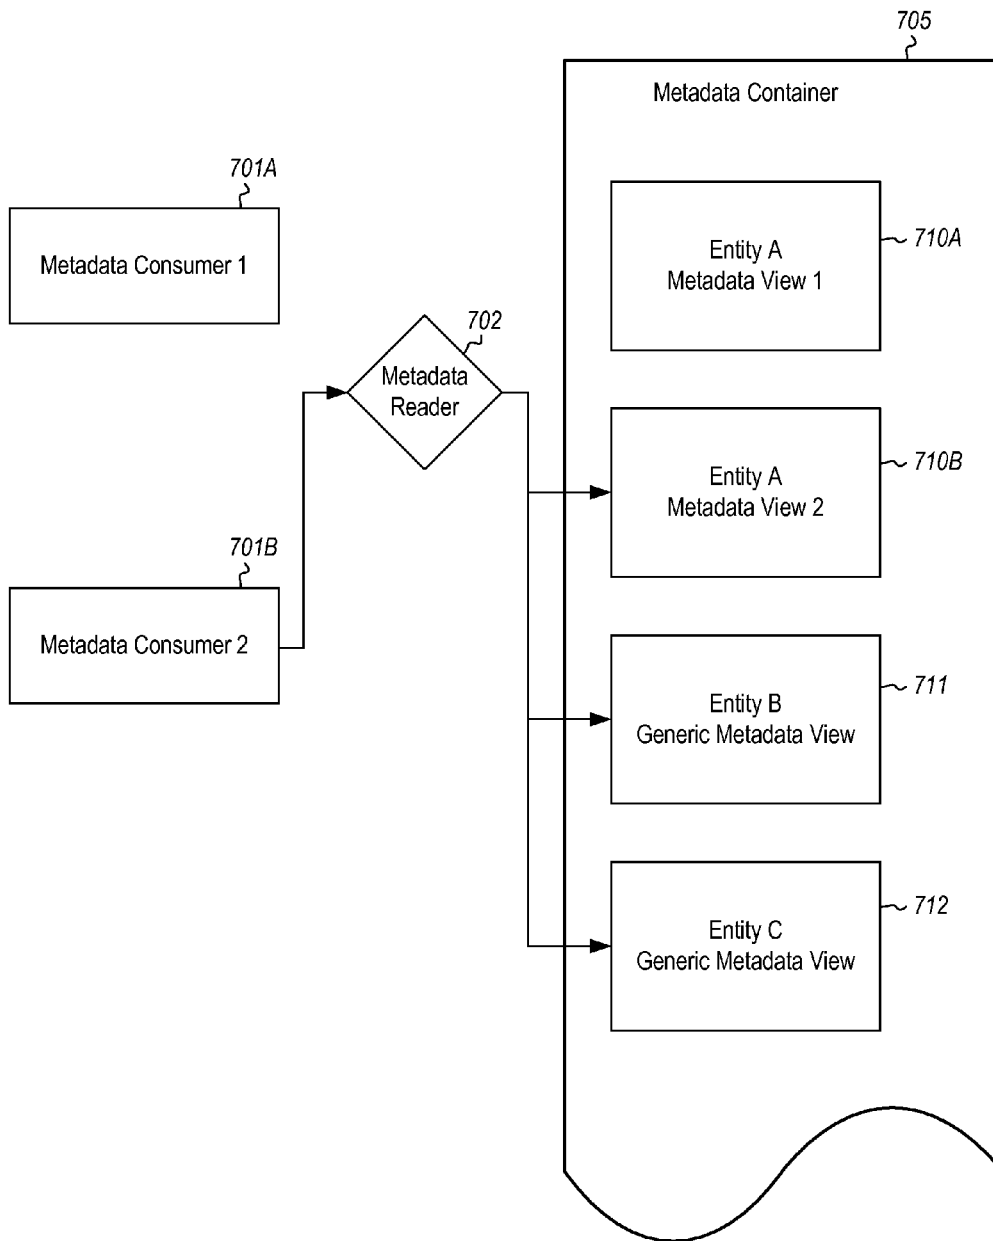 705
Metadata Container
701A
Metadata Consumer 1
Entity A
Metadata View 1
710A
702
Metadata
Reader
Entity A
Metadata View 2
710B
701B
Metadata Consumer 2
Entity B
Generic Metadata View
711
Entity C
Generic Metadata View
712